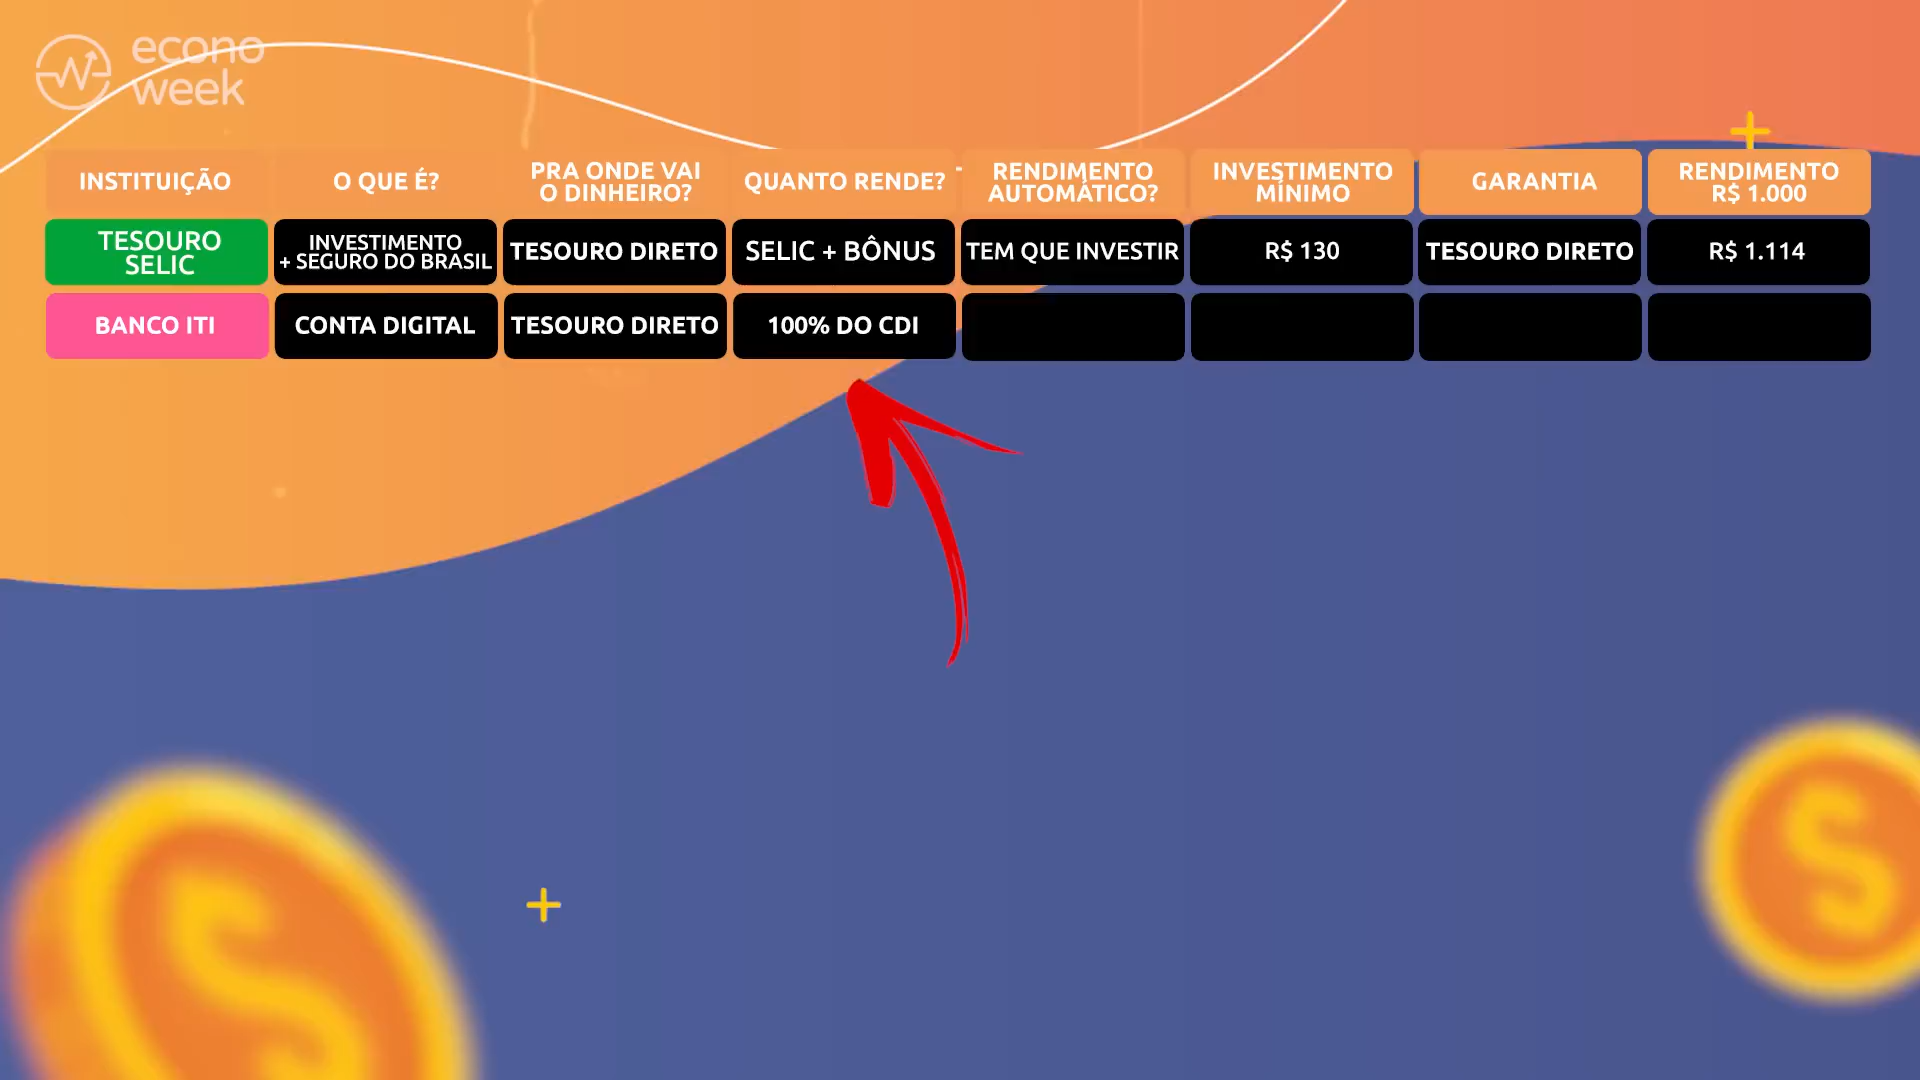 econo
week
INSTITUIÇÃO
O QUE É?
PRA ONDE VAI
O DINHEIRO?
QUANTO RENDE?
RENDIMENTO
AUTOMÁTICO?
INVESTIMENTO
MÍNIMO
GARANTIA
RENDIMENTO
R$ 1.000
TESOURO
SELIC
INVESTIMENTO
+ SEGURO DO BRASIL
TESOURO DIRETO
SELIC + BÔNUS
TEM QUE INVESTIR
R$ 130
TESOURO DIRETO
R$ 1.114
BANCO ITI
CONTA DIGITAL
TESOURO DIRETO
100% DO CDI